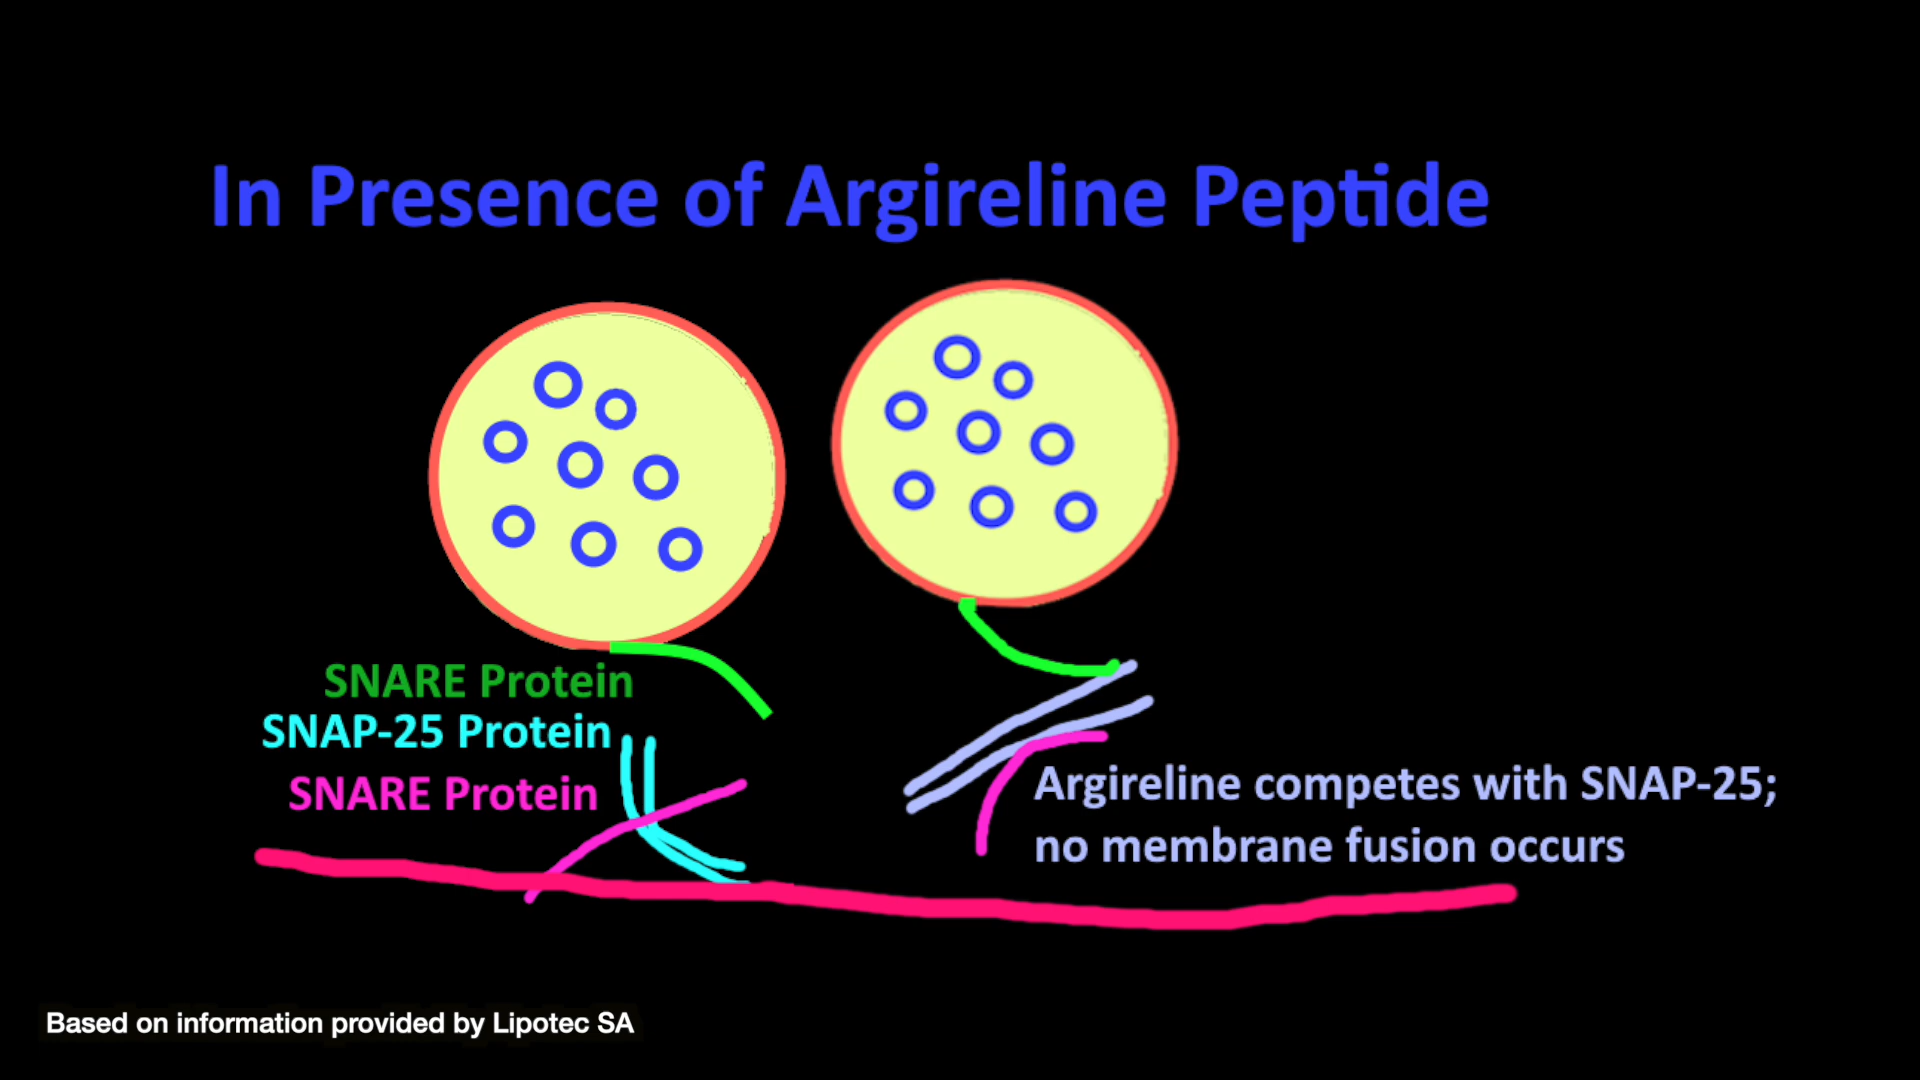 In Presence of Argireline Peptide
SNARE Protein
SNAP-25 Protein
SNARE Protein
Argireline competes with SNAP-25;
no membrane fusion occurs
Based on information provided by Lipotec SA